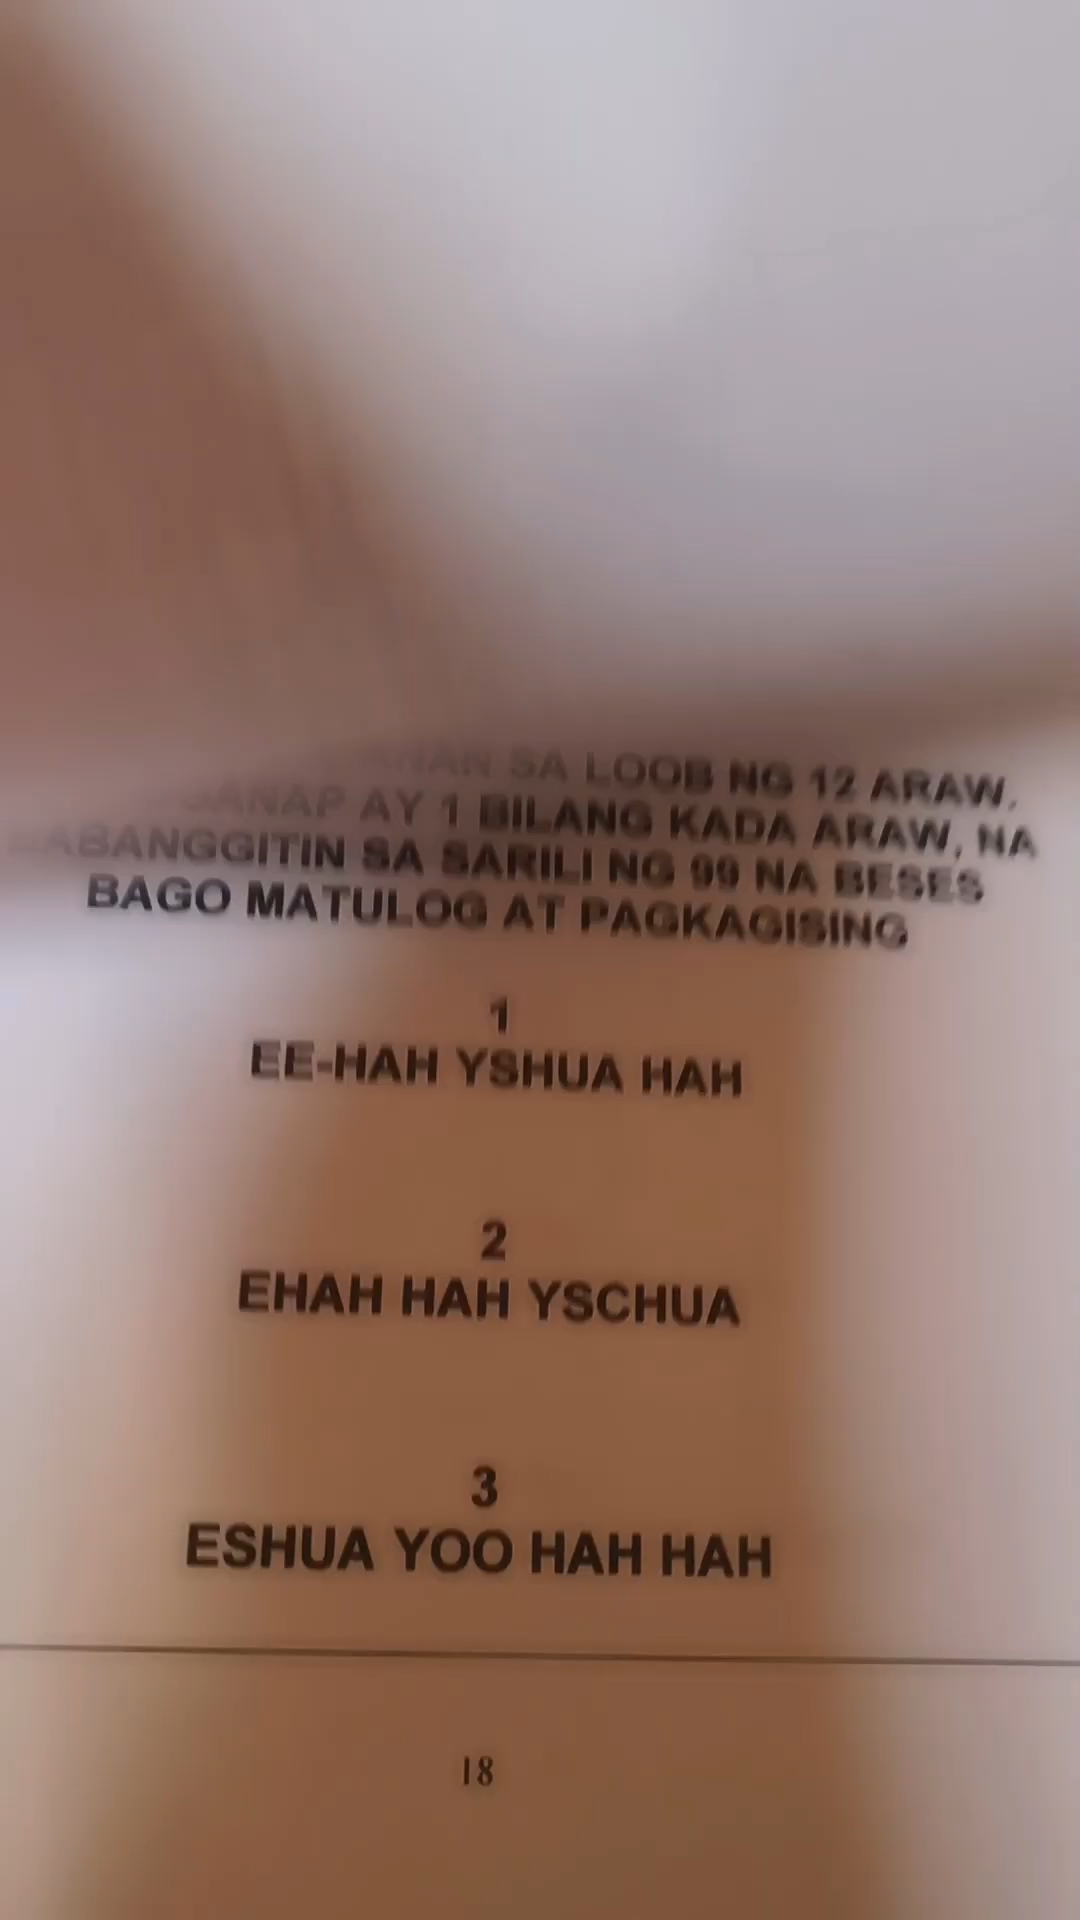 SA LOOB NG 12 ARAW,
AY 1 BILANG KADA ARAW, NA
SA SARILI NG 99 NA BESES
BAGO MATULOG AT PAGKAGISING
1
EE-HAH YSHUA HAH
2
EHAH HAH YSCHUA
3
ESHUA YOO HAH HAH
18